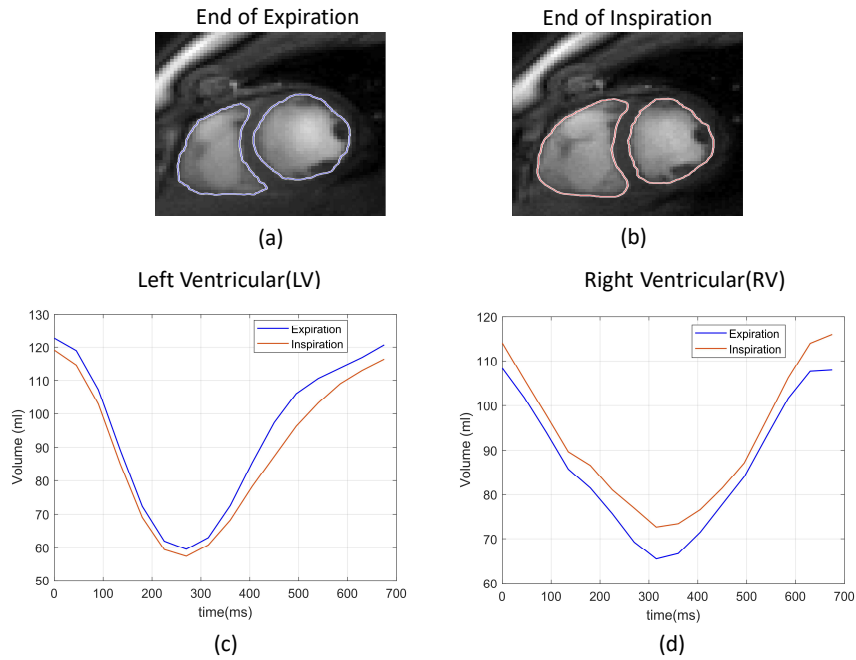 End of Expiration
End of Inspiration
(a)
(b)
Left Ventricular(LV)
Right Ventricular(RV)
130
120
110
100
90
80
70
60
50
Volume (ml)
Expiration
Inspiration
0
100
200
300
400
500
600
700
time(ms)
(c)
120
110
100
90
80
70
60
Volume (ml)
Expiration
Inspiration
0
100
200
300
400
500
600
700
800
time(ms)
(d)